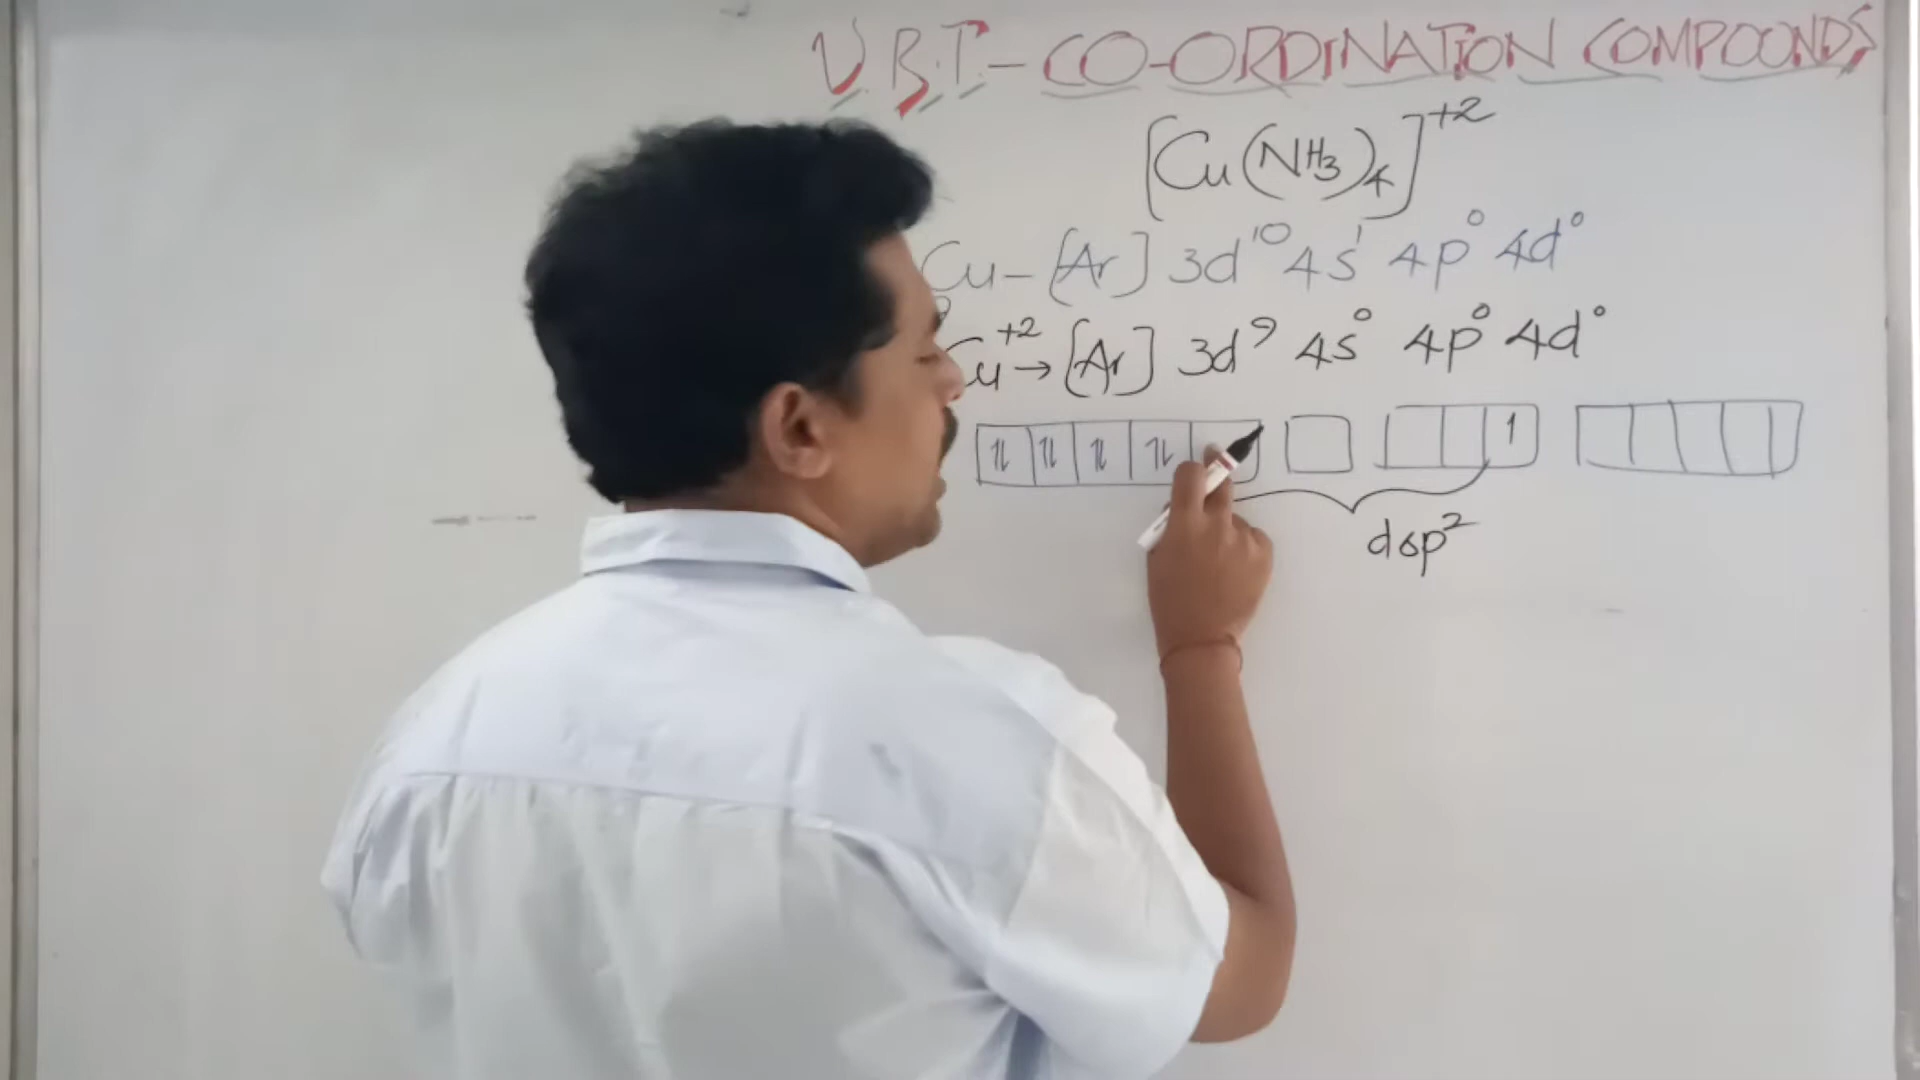 V.B.T - CO-ORDINATION COMPOUNDS
[Cu(NH₃)₄]⁺²
Cu - [Ar] 3d¹⁰ 4s¹ 4p⁰ 4d⁰
Cu⁺² → [Ar] 3d⁹ 4s⁰ 4p⁰ 4d⁰
⇅ ⇅ ⇅ ⇅ 1
dsp²